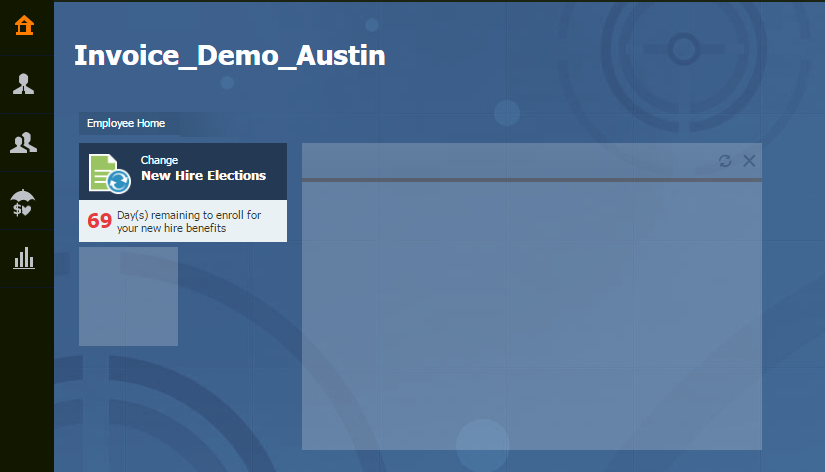 Invoice_Demo_Austin
Employee Home
Change
New Hire Elections
69 Day(s) remaining to enroll for
your new hire benefits